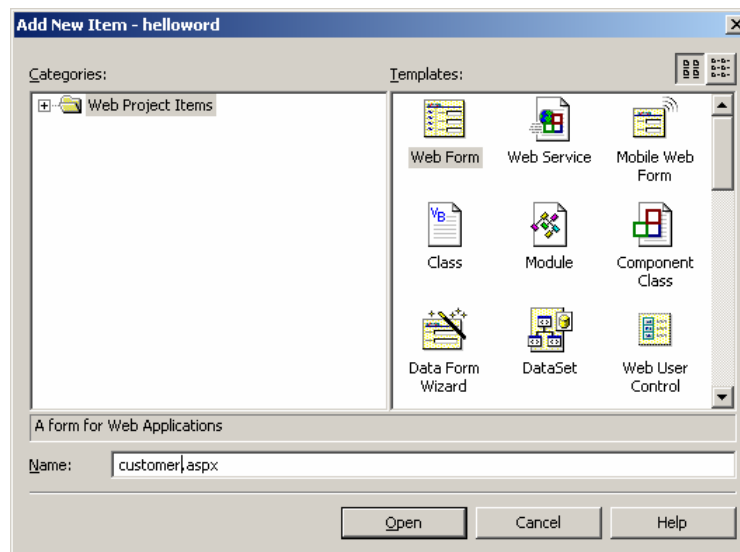 Add New Item - helloword
Categories:
Templates:
Web Project Items
Web Form
Web Service
Mobile Web
Form
VB
Class
Module
Component
Class
Data Form
Wizard
DataSet
Web User
Control
A form for Web Applications
Name:
customer.aspx
Open
Cancel
Help